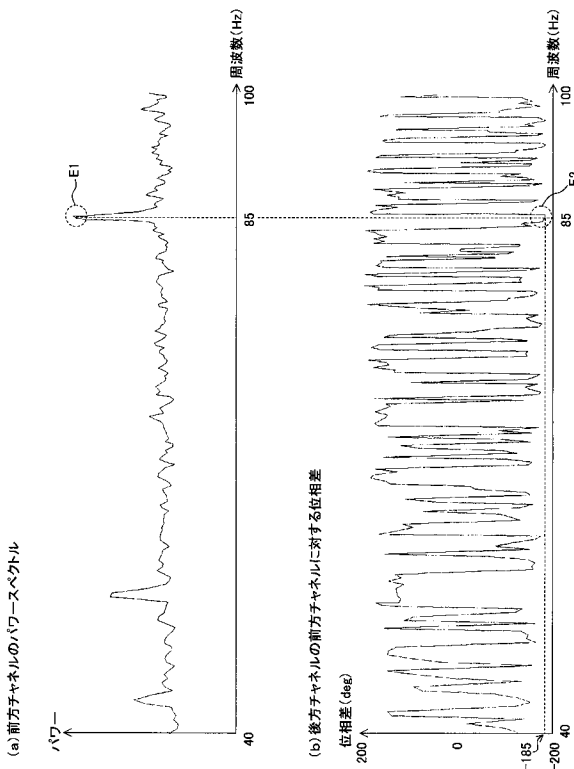 (a)前方チャネルのパワースペクトル
パワー
E1
40
85
100
周波数(Hz)
(b)後方チャネルの前方チャネルに対する位相差
位相差(deg)
200
0
-185
-200
E2
40
85
100
周波数(Hz)